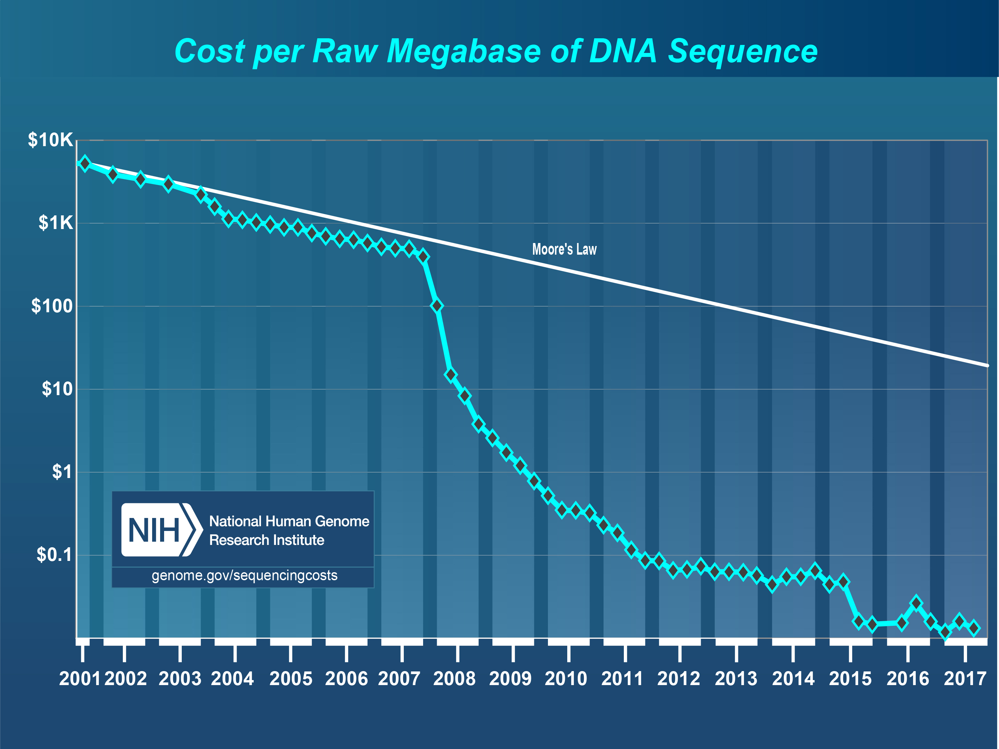 Cost per Raw Megabase of DNA Sequence
$10K
$1K
Moore's Law
$100
$10
$1
NIH
National Human Genome
Research Institute
$0.1
genome.gov/sequencingcosts
2001 2002 2003 2004 2005 2006 2007 2008 2009 2010 2011 2012 2013 2014 2015 2016 2017